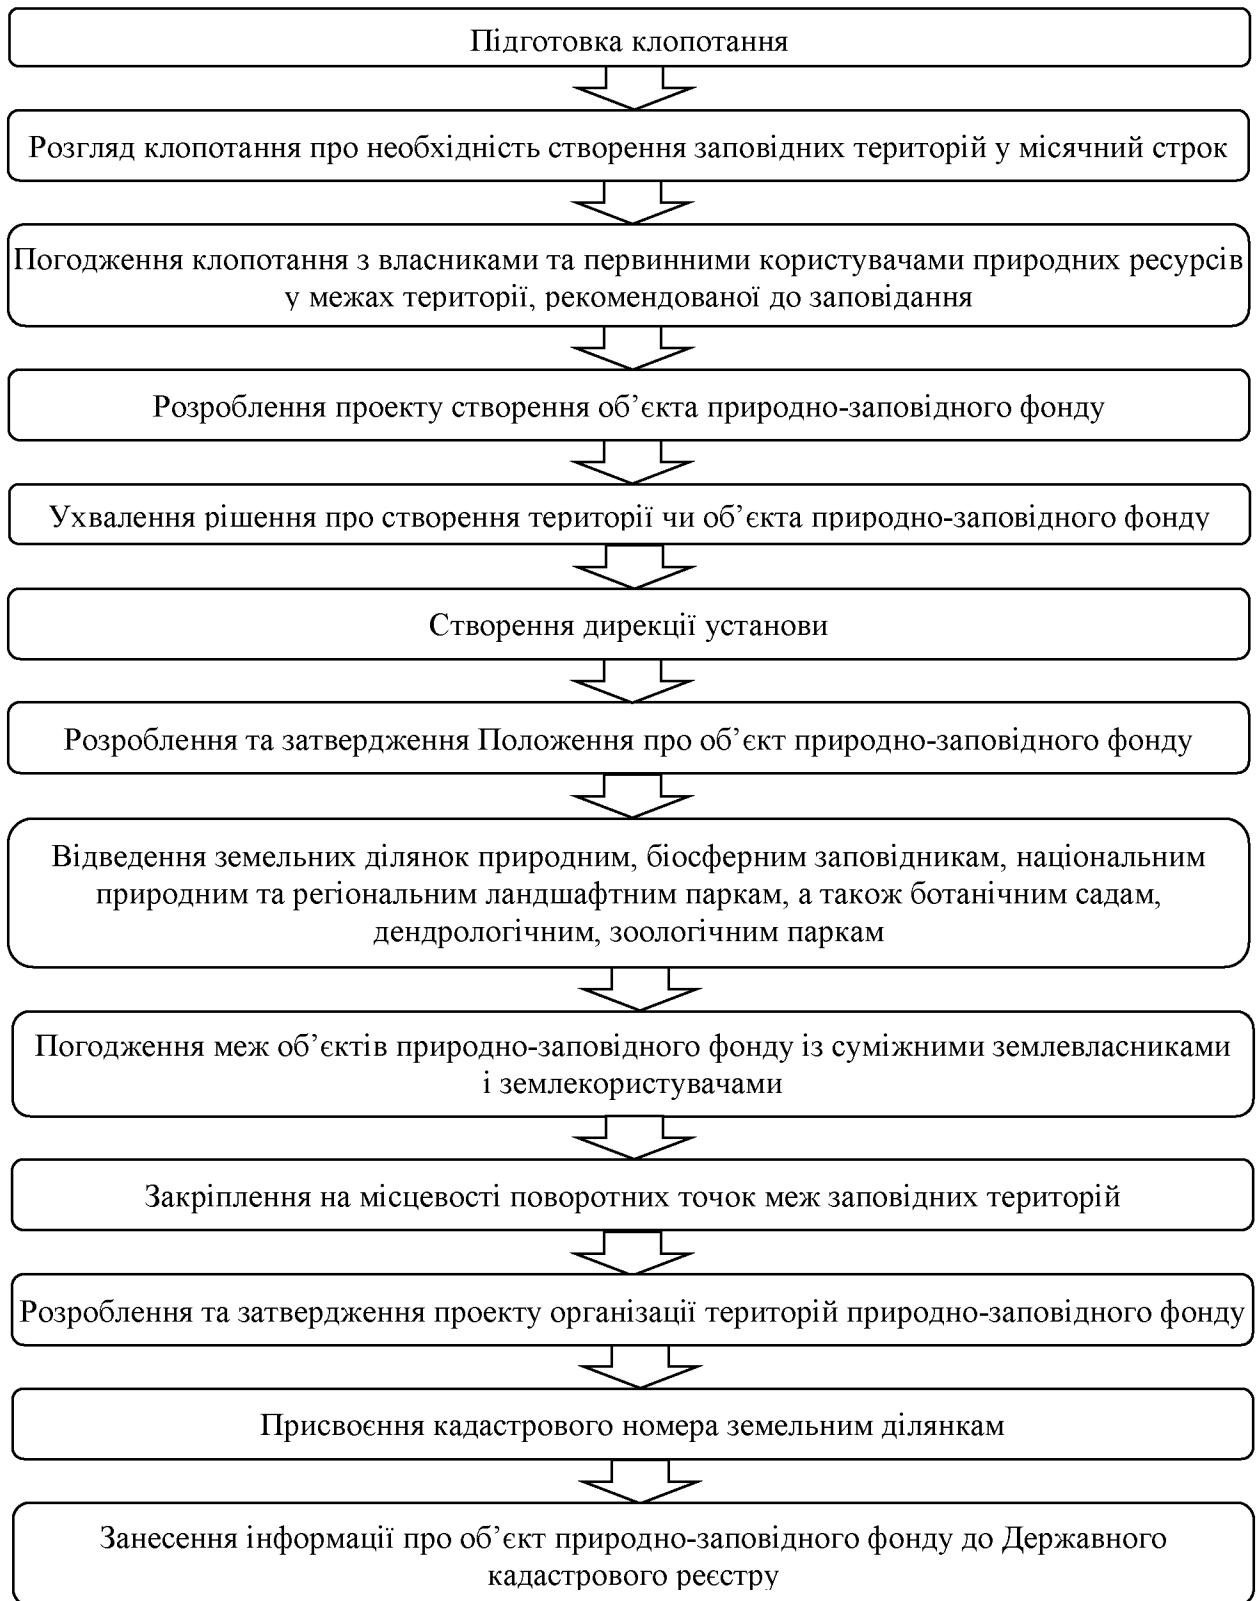 Підготовка клопотання
Розгляд клопотання про необхідність створення заповідних територій у місячний строк
Погодження клопотання з власниками та первинними користувачами природних ресурсів
у межах території, рекомендованої до заповідання
Розроблення проекту створення об’єкта природно-заповідного фонду
Ухвалення рішення про створення території чи об’єкта природно-заповідного фонду
Створення дирекції установи
Розроблення та затвердження Положення про об’єкт природно-заповідного фонду
Відведення земельних ділянок природним, біосферним заповідникам, національним
природним та регіональним ландшафтним паркам, а також ботанічним садам,
дендрологічним, зоологічним паркам
Погодження меж об’єктів природно-заповідного фонду із суміжними землевласниками
і землекористувачами
Закріплення на місцевості поворотних точок меж заповідних територій
Розроблення та затвердження проекту організації територій природно-заповідного фонду
Присвоєння кадастрового номера земельним ділянкам
Занесення інформації про об’єкт природно-заповідного фонду до Державного
кадастрового реєстру